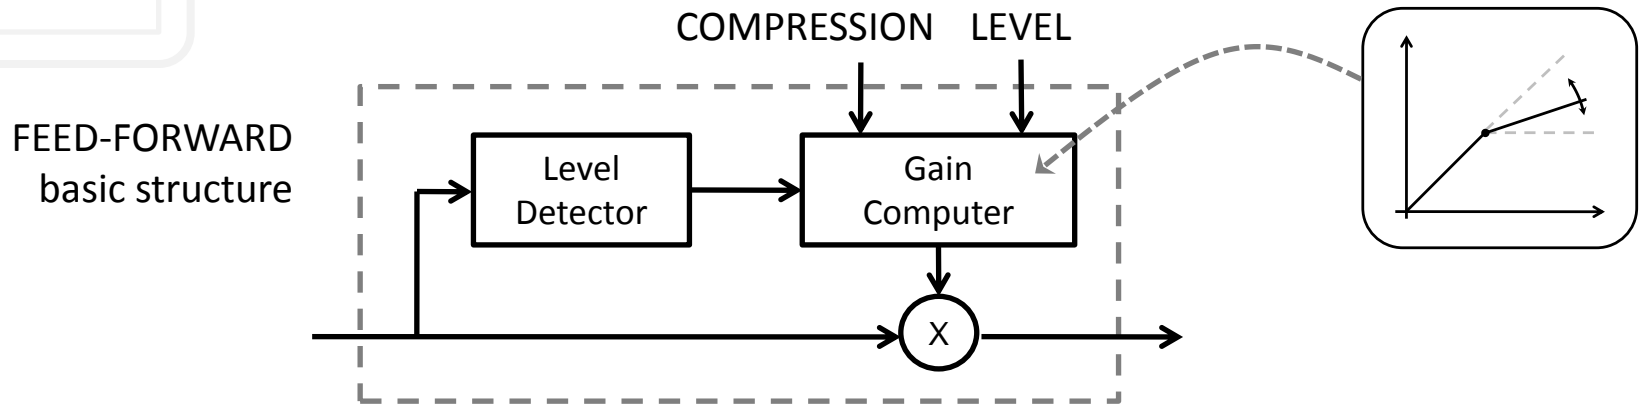 COMPRESSION LEVEL
FEED-FORWARD
basic structure
Level
Detector
Gain
Computer
X